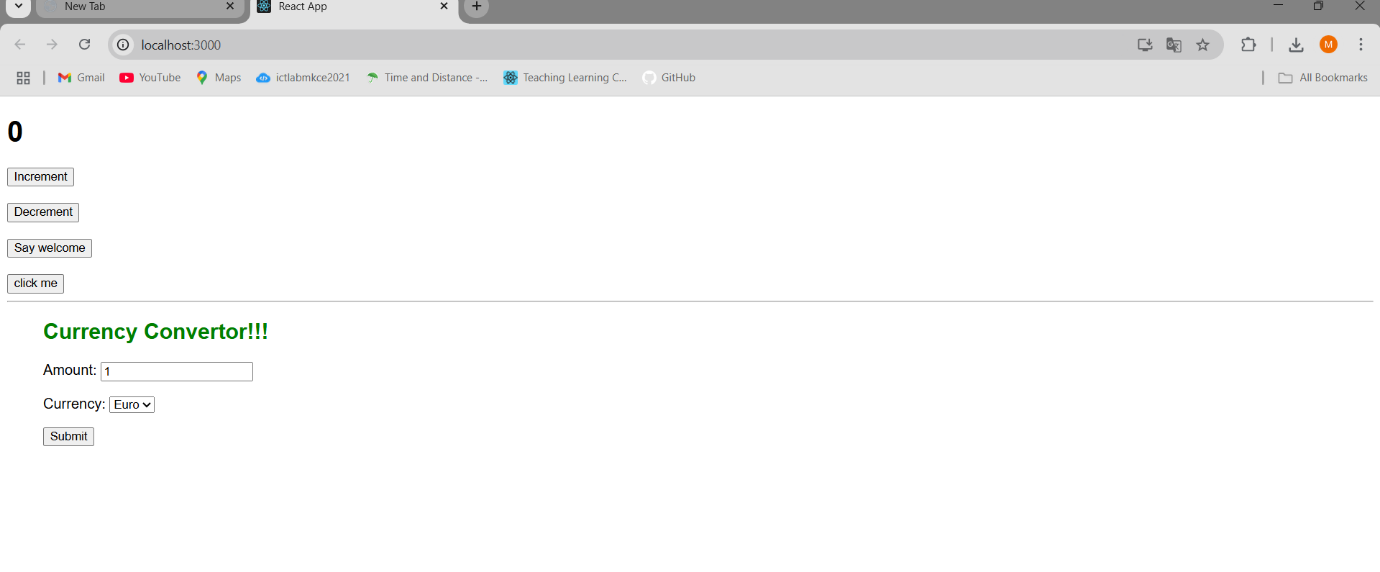 New Tab
React App
localhost:3000
Gmail
YouTube
Maps
ictlabmkce2021
Time and Distance -...
Teaching Learning C...
GitHub
All Bookmarks
M
0
Increment
Decrement
Say welcome
click me
Currency Convertor!!!
Amount: 1
Currency: Euro
Submit